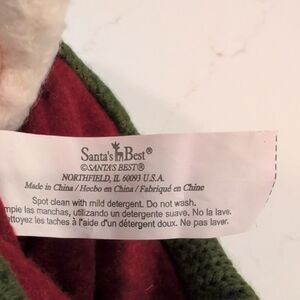 Santa's Best®
©SANTA'S BEST®
NORTHFIELD, IL 60093 U.S.A.
Made in China / Hecho en China / Fabriqué en Chine
Spot clean with mild detergent. Do not wash.
mpie las manchas, utilizando un detergente suave. No la lave.
ettoyez les taches à l'aide d'un détergent doux. Ne pas laver.